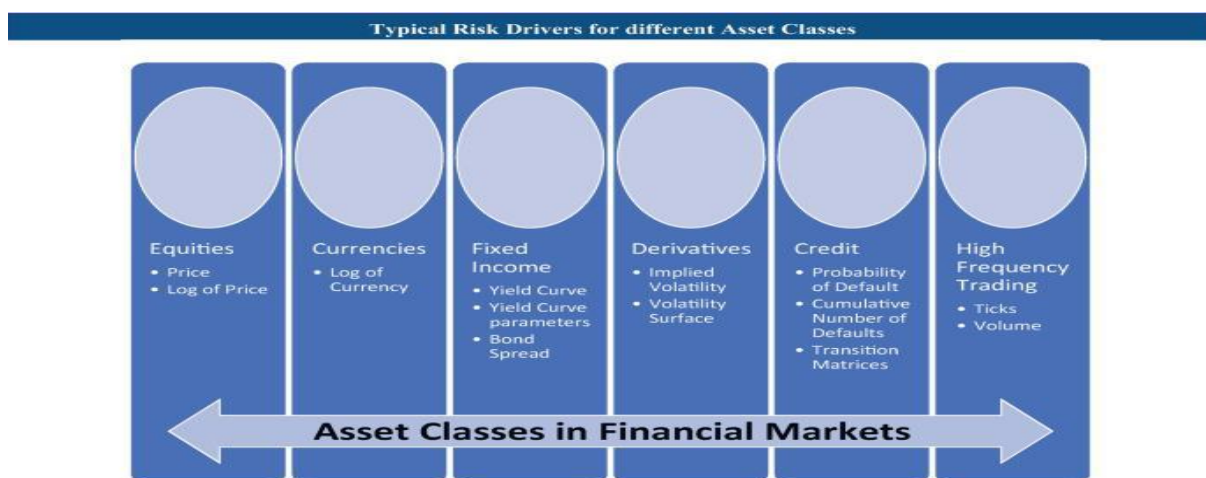 Typical Risk Drivers for different Asset Classes
Equities
• Price
• Log of Price
Currencies
• Log of
Currency
Fixed
Income
• Yield Curve
• Yield Curve
parameters
• Bond
Spread
Derivatives
• Implied
Volatility
• Volatility
Surface
Credit
• Probability
of Default
• Cumulative
Number of
Defaults
• Transition
Matrices
High
Frequency
Trading
• Ticks
• Volume
Asset Classes in Financial Markets